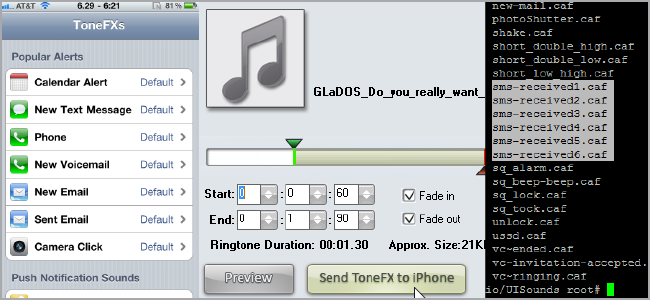 AT&T
6.29 - 6:21
81%
ToneFXs
Popular Alerts
Calendar Alert Default
New Text Message Default
Phone Default
New Voicemail Default
New Email Default
Sent Email Default
Camera Click Default
Push Notification Sounds
GLaDOS_Do_you_really_want_
Start: 0 : 0 : 60
Fade in
End: 0 : 1 : 90
Fade out
Ringtone Duration: 00:01.30 Approx. Size:21K
Preview
Send ToneFX to iPhone
new-mail.caf
photoShutter.caf
shake.caf
short_double_high.caf
short_double_low.caf
short_low_high.caf
sms-received1.caf
sms-received2.caf
sms-received3.caf
sms-received4.caf
sms-received5.caf
sms-received6.caf
sq_alarm.caf
sq_beep-beep.caf
sq_lock.caf
sq_tock.caf
unlock.caf
ussd.caf
vc-ended.caf
vc-invitation-accepted.
vc-ringing.caf
io/UISounds root#